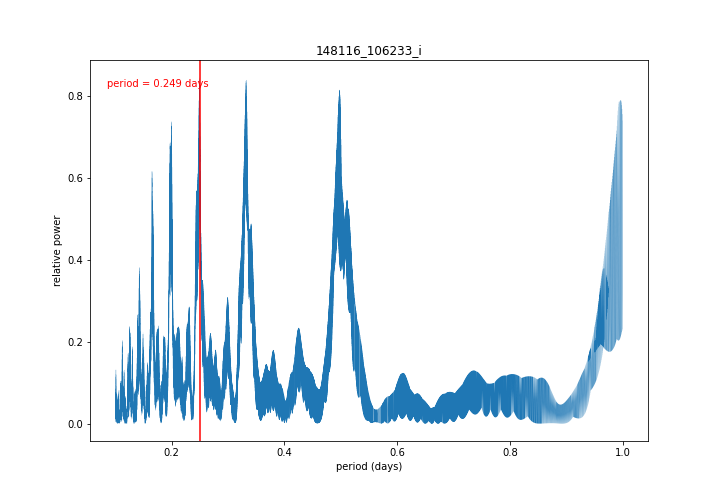 148116_106233_i
period = 0.249 days
relative power
0.8
0.6
0.4
0.2
0.0
0.2 0.4 0.6 0.8 1.0
period (days)